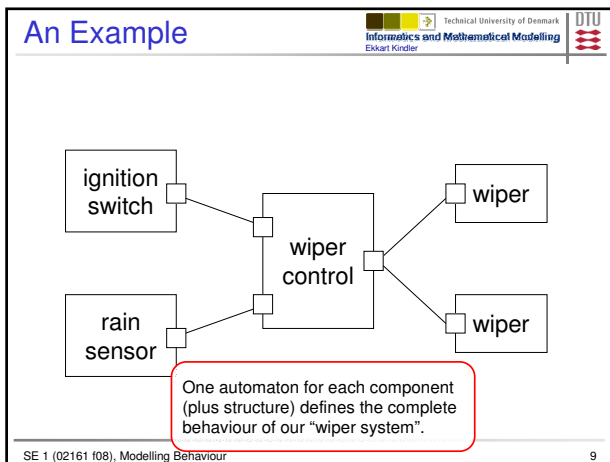 An Example
Technical University of Denmark
DTU
Informatics and Mathematical Modelling
Ekkart Kindler
ignition
switch
wiper
wiper
control
rain
sensor
wiper
One automaton for each component
(plus structure) defines the complete
behaviour of our “wiper system”.
SE 1 (02161 f08), Modelling Behaviour
9